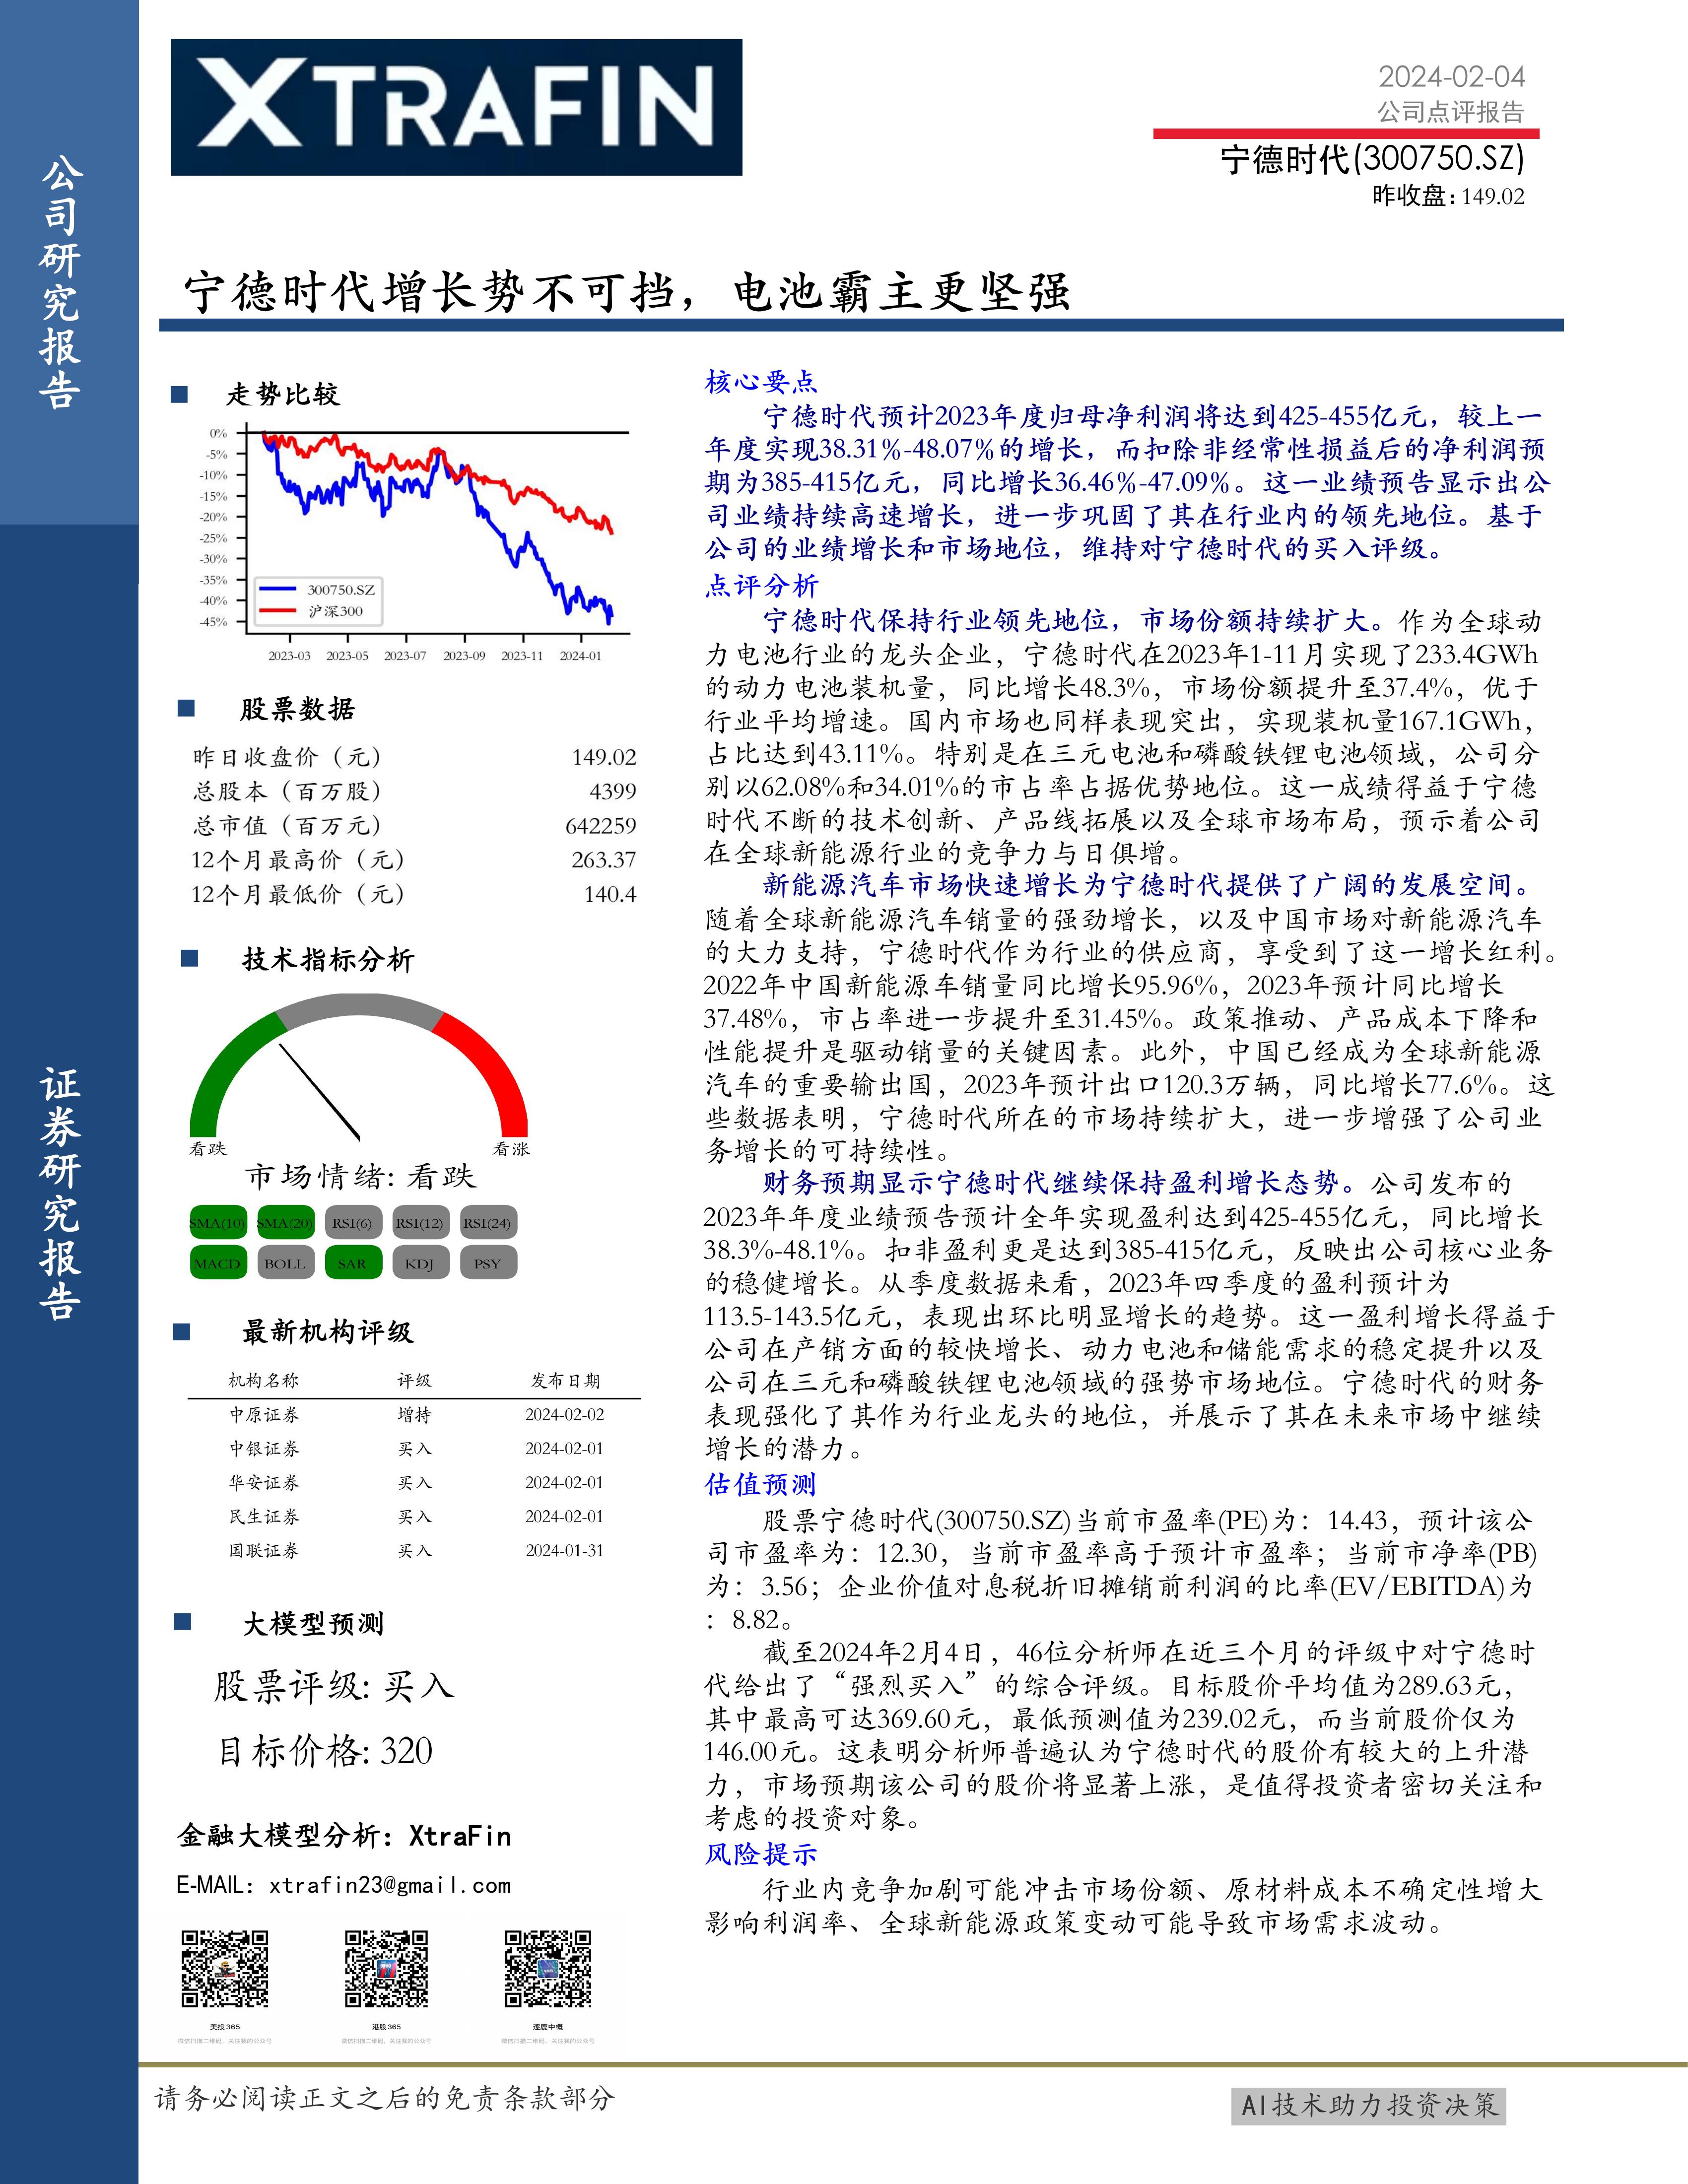 公司研究报告
证券研究报告
XTRAFIN
2024-02-04
公司点评报告
宁德时代(300750.SZ)
昨收盘:149.02
宁德时代增长势不可挡，电池霸主更坚强
走势比较
0%
-5%
-10%
-15%
-20%
-25%
-30%
-35%
-40%
-45%
300750.SZ
沪深300
2023-03 2023-05 2023-07 2023-09 2023-11 2024-01
股票数据
昨日收盘价（元） 149.02
总股本（百万股） 4399
总市值（百万元） 642259
12个月最高价（元） 263.37
12个月最低价（元） 140.4
技术指标分析
看跌 看涨
市场情绪: 看跌
SMA(10) SMA(20) RSI(6) RSI(12) RSI(24)
MACD BOLL SAR KDJ PSY
最新机构评级
机构名称 评级 发布日期
中原证券 增持 2024-02-02
中银证券 买入 2024-02-01
华安证券 买入 2024-02-01
民生证券 买入 2024-02-01
国联证券 买入 2024-01-31
大模型预测
股票评级: 买入
目标价格: 320
金融大模型分析: XtraFin
E-MAIL: xtrafin23@gmail.com
美投365 港股365 逐鹿中概
微信扫描二维码，关注我的公众号 微信扫描二维码，关注我的公众号 微信扫描二维码，关注我的公众号
核心要点
宁德时代预计2023年度归母净利润将达到425-455亿元，较上一
年度实现38.31%-48.07%的增长，而扣除非经常性损益后的净利润预
期为385-415亿元，同比增长36.46%-47.09%。这一业绩预告显示出公
司业绩持续高速增长，进一步巩固了其在行业内的领先地位。基于
公司的业绩增长和市场地位，维持对宁德时代的买入评级。
点评分析
宁德时代保持行业领先地位，市场份额持续扩大。作为全球动
力电池行业的龙头企业，宁德时代在2023年1-11月实现了233.4GWh
的动力电池装机量，同比增长48.3%，市场份额提升至37.4%，优于
行业平均增速。国内市场也同样表现突出，实现装机量167.1GWh，
占比达到43.11%。特别是在三元电池和磷酸铁锂电池领域，公司分
别以62.08%和34.01%的市占率占据优势地位。这一成绩得益于宁德
时代不断的技术创新、产品线拓展以及全球市场布局，预示着公司
在全球新能源行业的竞争力与日俱增。
新能源汽车市场快速增长为宁德时代提供了广阔的发展空间。
随着全球新能源汽车销量的强劲增长，以及中国市场对新能源汽车
的大力支持，宁德时代作为行业的供应商，享受到了这一增长红利。
2022年中国新能源车销量同比增长95.96%，2023年预计同比增长
37.48%，市占率进一步提升至31.45%。政策推动、产品成本下降和
性能提升是驱动销量的关键因素。此外，中国已经成为全球新能源
汽车的重要输出国，2023年预计出口120.3万辆，同比增长77.6%。这
些数据表明，宁德时代所在的市场持续扩大，进一步增强了公司业
务增长的可持续性。
财务预期显示宁德时代继续保持盈利增长态势。公司发布的
2023年年度业绩预告预计全年实现盈利达到425-455亿元，同比增长
38.3%-48.1%。扣非盈利更是达到385-415亿元，反映出公司核心业务
的稳健增长。从季度数据来看，2023年四季度的盈利预计为
113.5-143.5亿元，表现出环比明显增长的趋势。这一盈利增长得益于
公司在产销方面的较快增长、动力电池和储能需求的稳定提升以及
公司在三元和磷酸铁锂电池领域的强势市场地位。宁德时代的财务
表现强化了其作为行业龙头的地位，并展示了其在未来市场中继续
增长的潜力。
估值预测
股票宁德时代(300750.SZ)当前市盈率(PE)为：14.43，预计该公
司市盈率为：12.30，当前市盈率高于预计市盈率；当前市净率(PB)
为：3.56；企业价值对息税折旧摊销前利润的比率(EV/EBITDA)为
：8.82。
截至2024年2月4日，46位分析师在近三个月的评级中对宁德时
代给出了“强烈买入”的综合评级。目标股价平均值为289.63元，
其中最高可达369.60元，最低预测值为239.02元，而当前股价仅为
146.00元。这表明分析师普遍认为宁德时代的股价有较大的上升潜
力，市场预期该公司的股价将显著上涨，是值得投资者密切关注和
考虑的投资对象。
风险提示
行业内竞争加剧可能冲击市场份额、原材料成本不确定性增大
影响利润率、全球新能源政策变动可能导致市场需求波动。
请务必阅读正文之后的免责条款部分
AI技术助力投资决策